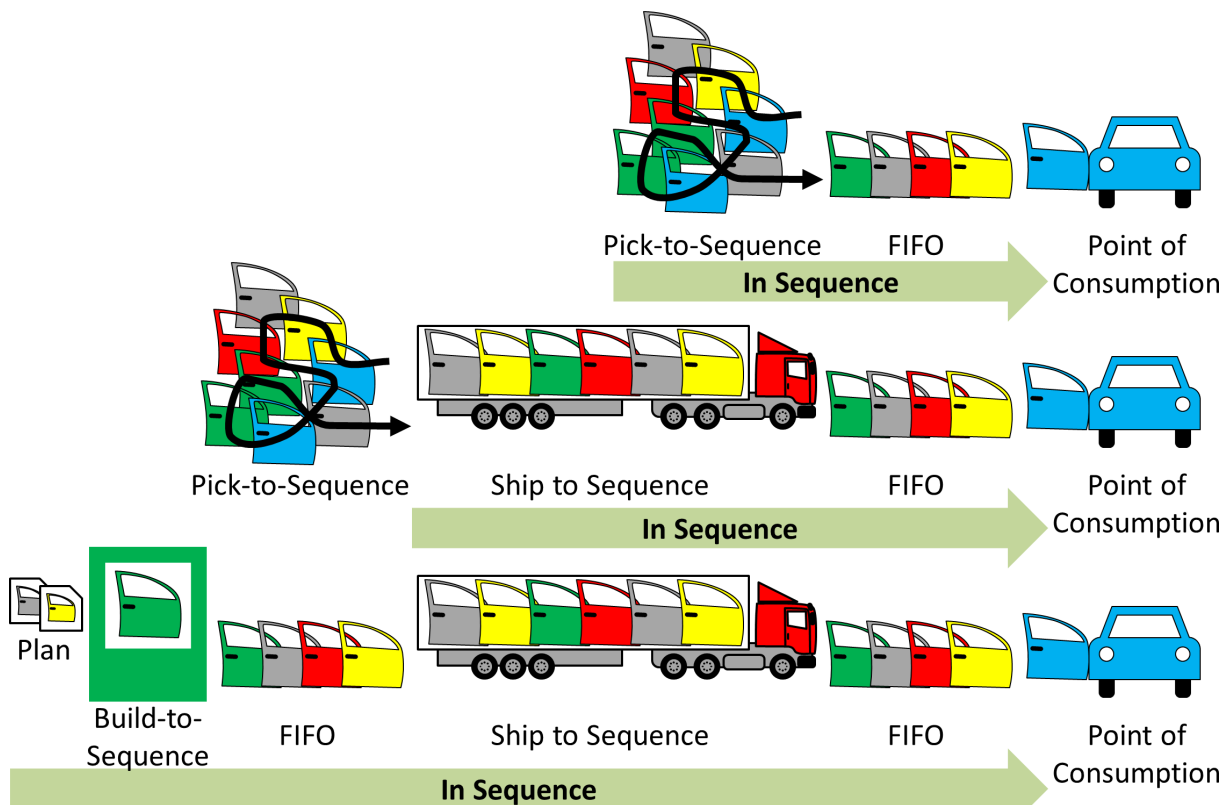 Pick-to-Sequence
FIFO
Point of
Consumption
In Sequence
Pick-to-Sequence
Ship to Sequence
FIFO
Point of
Consumption
In Sequence
Plan
Build-to-
Sequence
FIFO
Ship to Sequence
FIFO
Point of
Consumption
In Sequence